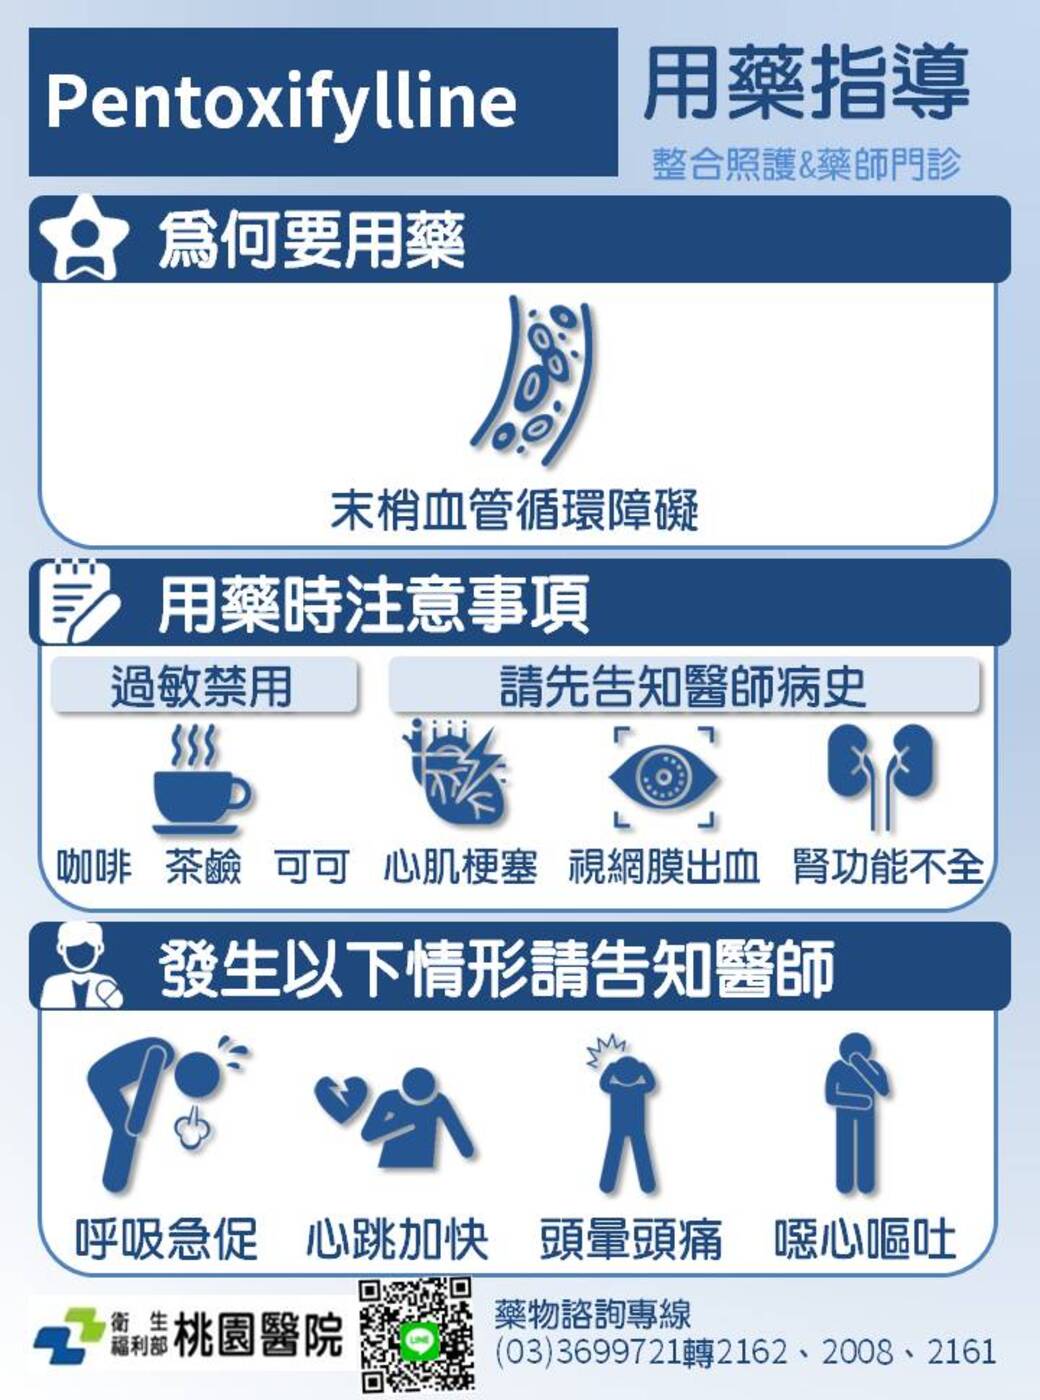 Pentoxifylline
用藥指導
整合照護&藥師門診
為何要用藥
末梢血管循環障礙
用藥時注意事項
過敏禁用
請先告知醫師病史
咖啡 茶鹼 可可 心肌梗塞 視網膜出血 腎功能不全
發生以下情形請告知醫師
呼吸急促 心跳加快 頭暈頭痛 噁心嘔吐
衛生
福利部 桃園醫院
LINE
藥物諮詢專線
(03)3699721轉2162、2008、2161